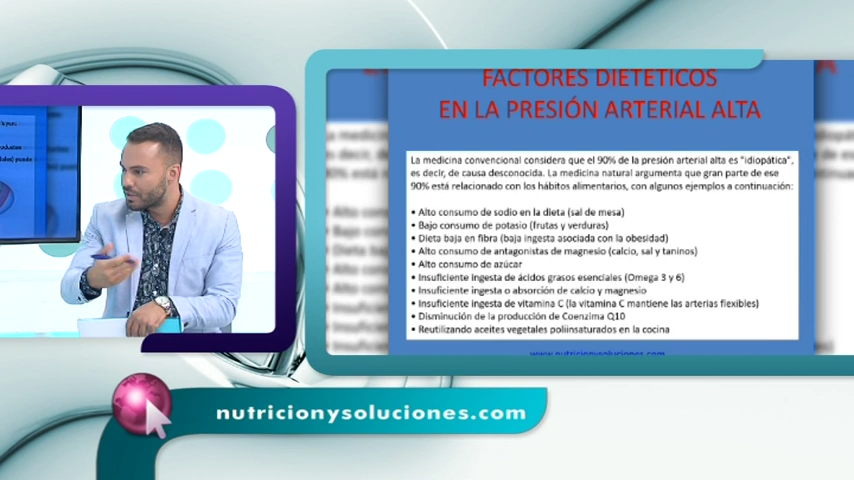 FACTORES DIETÉTICOS
EN LA PRESIÓN ARTERIAL ALTA
La medicina convencional considera que el 90% de la presión arterial alta es "idiopática",
es decir, de causa desconocida. La medicina natural argumenta que gran parte de ese
90% está relacionado con los hábitos alimentarios, con algunos ejemplos a continuación:
• Alto consumo de sodio en la dieta (sal de mesa)
• Bajo consumo de potasio (frutas y verduras)
• Dieta baja en fibra (baja ingesta asociada con la obesidad)
• Alto consumo de antagonistas de magnesio (calcio, sal y taninos)
• Alto consumo de azúcar
• Insuficiente ingesta de ácidos grasos esenciales (Omega 3 y 6)
• Insuficiente ingesta o absorción de calcio y magnesio
• Insuficiente ingesta de vitamina C (la vitamina C mantiene las arterias flexibles)
• Disminución de la producción de Coenzima Q10
• Reutilizando aceites vegetales poliinsaturados en la cocina
www.nutricionysoluciones.com
nutricionysoluciones.com